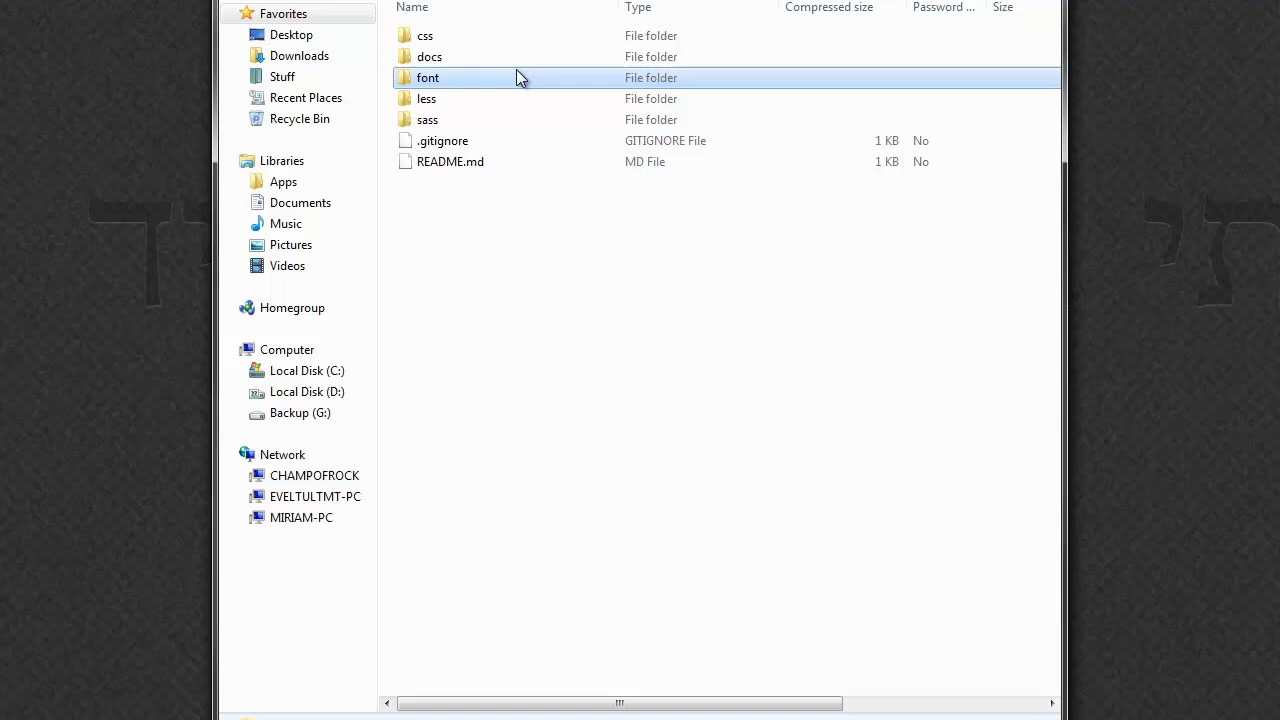 Favorites
Desktop
Downloads
Stuff
Recent Places
Recycle Bin
Libraries
Apps
Documents
Music
Pictures
Videos
Homegroup
Computer
Local Disk (C:)
Local Disk (D:)
Backup (G:)
Network
CHAMPOFROCK
EVELTULTMT-PC
MIRIAM-PC
Name Type Compressed size Password ... Size
css File folder
docs File folder
font File folder
less File folder
sass File folder
.gitignore GITIGNORE File 1 KB No
README.md MD File 1 KB No